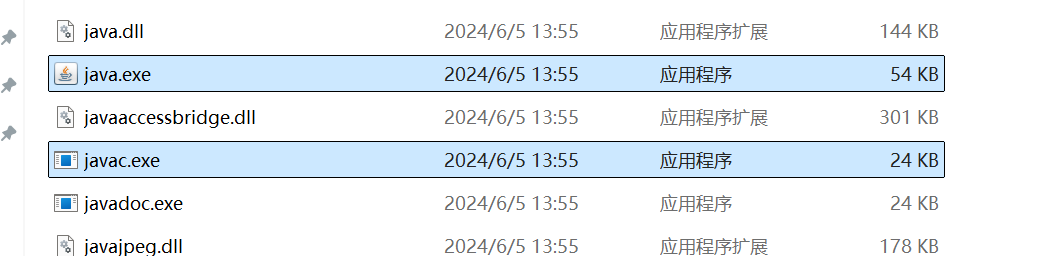 java.dll 2024/6/5 13:55 应用程序扩展 144 KB
java.exe 2024/6/5 13:55 应用程序 54 KB
javaaccessbridge.dll 2024/6/5 13:55 应用程序扩展 301 KB
javac.exe 2024/6/5 13:55 应用程序 24 KB
javadoc.exe 2024/6/5 13:55 应用程序 24 KB
javajpeg.dll 2024/6/5 13:55 应用程序扩展 178 KB